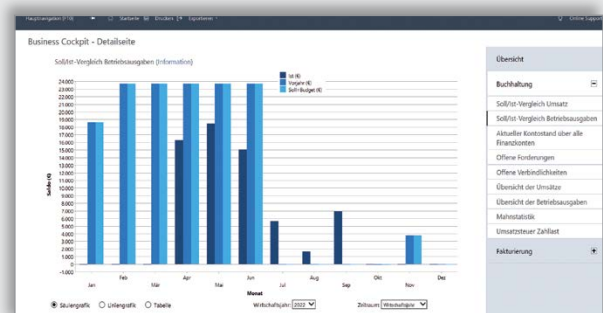 Hauptnavigation (F10) Startseite Drucken Exportieren Online Support
Business Cockpit - Detailseite
Soll/Ist-Vergleich Betriebsausgaben (Information)
Ist (€)
Vorjahr (€)
Soll=Budget (€)
24.000
23.000
22.000
21.000
20.000
19.000
18.000
17.000
16.000
15.000
14.000
13.000
12.000
11.000
10.000
9.000
8.000
7.000
6.000
5.000
4.000
3.000
2.000
1.000
0
-1.000
Saldo (€)
Feb Apr Jun Aug Okt Dez
Jan Mär Mai Jul Sep Nov
Monat
Säulengrafik Liniengrafik Tabelle Wirtschaftsjahr: 2022 Zeitraum: Wirtschaftsjahr
Übersicht
Buchhaltung
Soll/Ist-Vergleich Umsatz
Soll/Ist-Vergleich Betriebsausgaben
Aktueller Kontostand über alle
Finanzkonten
Offene Forderungen
Offene Verbindlichkeiten
Übersicht der Umsätze
Übersicht der Betriebsausgaben
Mahnstatistik
Umsatzsteuer Zahllast
Fakturierung